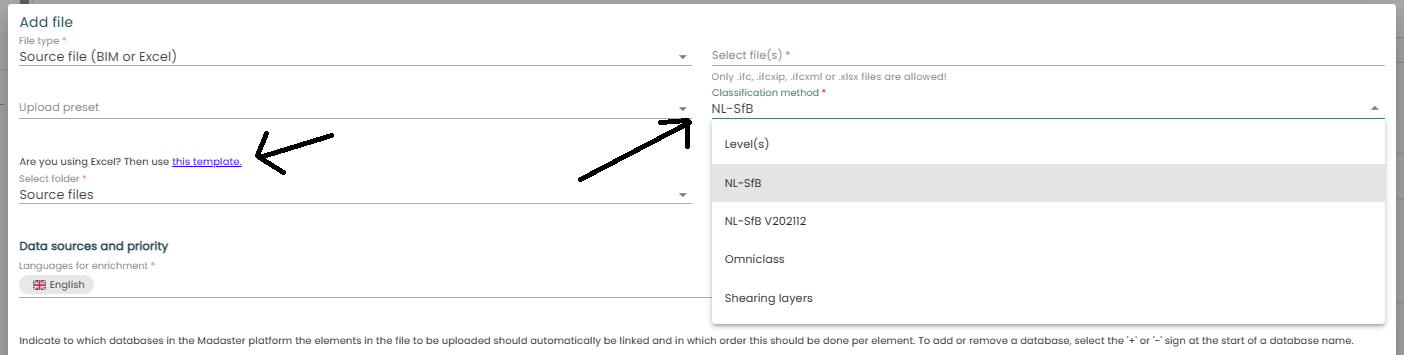 Add file
File type *
Source file (BIM or Excel)
Select file(s) *
Only .ifc, .ifcxip, .ifcxml or .xlsx files are allowed!
Upload preset
Classification method *
NL-SfB
Level(s)
NL-SfB
NL-SfB V202112
Omniclass
Shearing layers
Are you using Excel? Then use this template.
Select folder *
Source files
Data sources and priority
Languages for enrichment *
English
Indicate to which databases in the Madaster platform the elements in the file to be uploaded should automatically be linked and in which order this should be done per element. To add or remove a database, select the '+' or '-' sign at the start of a database name.